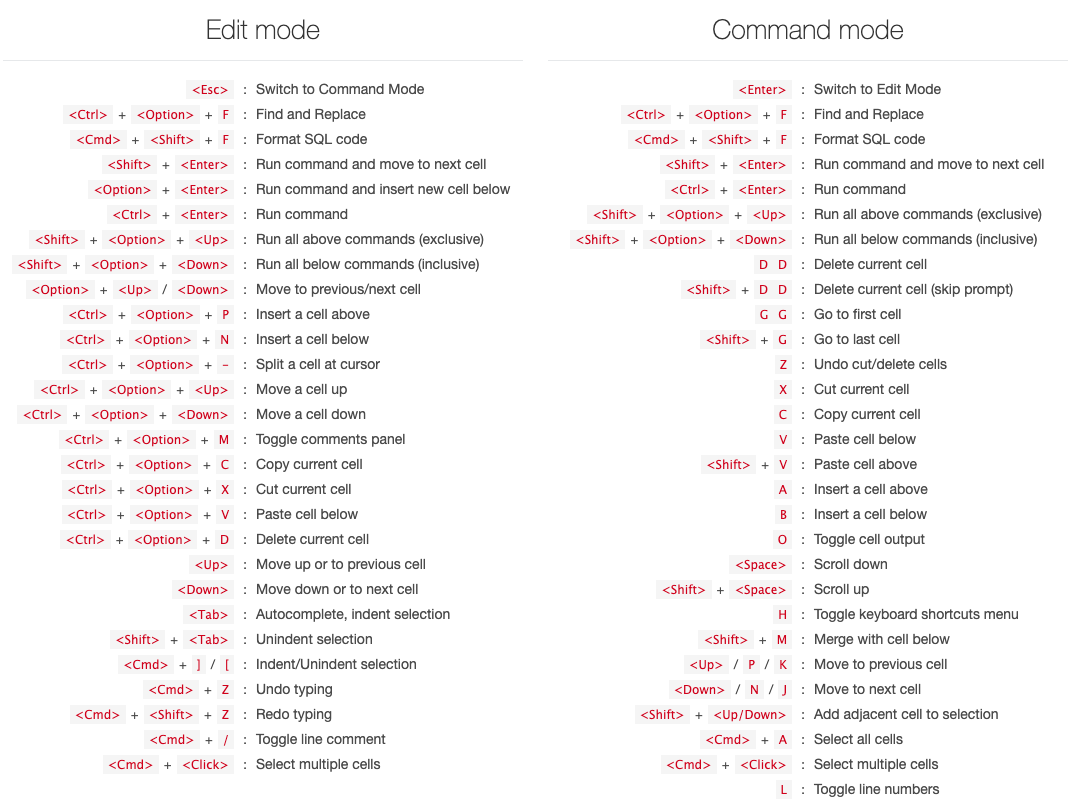 Edit mode
<Esc> : Switch to Command Mode
<Ctrl> + <Option> + F : Find and Replace
<Cmd> + <Shift> + F : Format SQL code
<Shift> + <Enter> : Run command and move to next cell
<Option> + <Enter> : Run command and insert new cell below
<Ctrl> + <Enter> : Run command
<Shift> + <Option> + <Up> : Run all above commands (exclusive)
<Shift> + <Option> + <Down> : Run all below commands (inclusive)
<Option> + <Up> / <Down> : Move to previous/next cell
<Ctrl> + <Option> + P : Insert a cell above
<Ctrl> + <Option> + N : Insert a cell below
<Ctrl> + <Option> + – : Split a cell at cursor
<Ctrl> + <Option> + <Up> : Move a cell up
<Ctrl> + <Option> + <Down> : Move a cell down
<Ctrl> + <Option> + M : Toggle comments panel
<Ctrl> + <Option> + C : Copy current cell
<Ctrl> + <Option> + X : Cut current cell
<Ctrl> + <Option> + V : Paste cell below
<Ctrl> + <Option> + D : Delete current cell
<Up> : Move up or to previous cell
<Down> : Move down or to next cell
<Tab> : Autocomplete, indent selection
<Shift> + <Tab> : Unindent selection
<Cmd> + ] / [ : Indent/Unindent selection
<Cmd> + Z : Undo typing
<Cmd> + <Shift> + Z : Redo typing
<Cmd> + / : Toggle line comment
<Cmd> + <Click> : Select multiple cells
Command mode
<Enter> : Switch to Edit Mode
<Ctrl> + <Option> + F : Find and Replace
<Cmd> + <Shift> + F : Format SQL code
<Shift> + <Enter> : Run command and move to next cell
<Ctrl> + <Enter> : Run command
<Shift> + <Option> + <Up> : Run all above commands (exclusive)
<Shift> + <Option> + <Down> : Run all below commands (inclusive)
D D : Delete current cell
<Shift> + D D : Delete current cell (skip prompt)
G G : Go to first cell
<Shift> + G : Go to last cell
Z : Undo cut/delete cells
X : Cut current cell
C : Copy current cell
V : Paste cell below
<Shift> + V : Paste cell above
A : Insert a cell above
B : Insert a cell below
O : Toggle cell output
<Space> : Scroll down
<Shift> + <Space> : Scroll up
H : Toggle keyboard shortcuts menu
<Shift> + M : Merge with cell below
<Up> / P / K : Move to previous cell
<Down> / N / J : Move to next cell
<Shift> + <Up/Down> : Add adjacent cell to selection
<Cmd> + A : Select all cells
<Cmd> + <Click> : Select multiple cells
L : Toggle line numbers